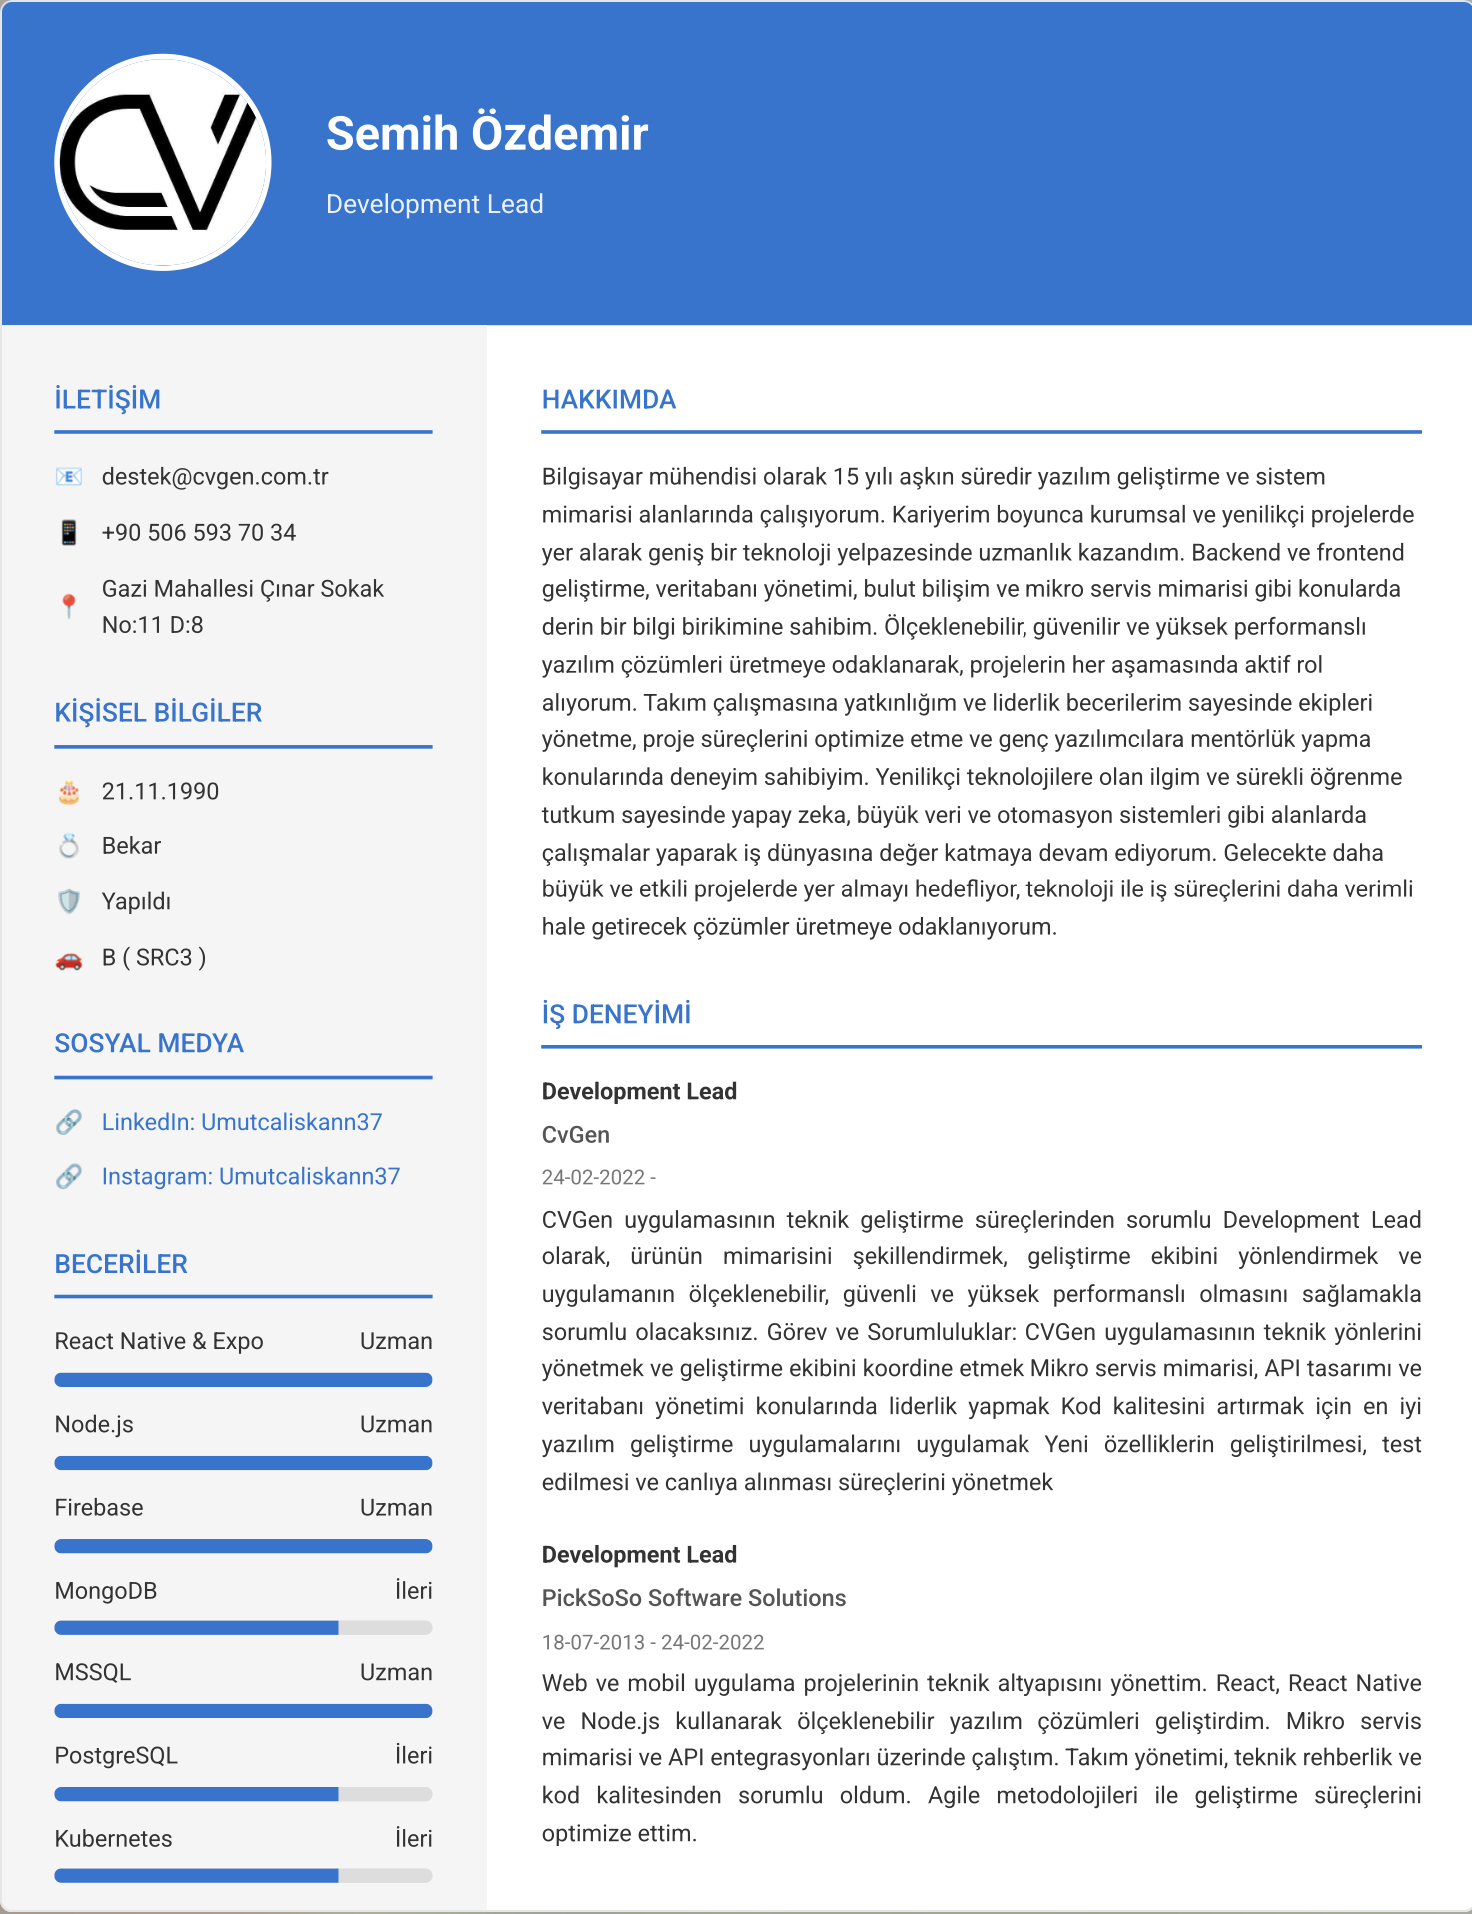 CV
Semih Özdemir
Development Lead
İLETİŞİM
destek@cvgen.com.tr
+90 506 593 70 34
Gazi Mahallesi Çınar Sokak
No:11 D:8
KİŞİSEL BİLGİLER
21.11.1990
Bekar
Yapıldı
B ( SRC3 )
SOSYAL MEDYA
LinkedIn: Umutcaliskann37
Instagram: Umutcaliskann37
BECERİLER
React Native & Expo Uzman
Node.js Uzman
Firebase Uzman
MongoDB İleri
MSSQL Uzman
PostgreSQL İleri
Kubernetes İleri
HAKKIMDA
Bilgisayar mühendisi olarak 15 yılı aşkın süredir yazılım geliştirme ve sistem
mimarisi alanlarında çalışıyorum. Kariyerim boyunca kurumsal ve yenilikçi projelerde
yer alarak geniş bir teknoloji yelpazesinde uzmanlık kazandım. Backend ve frontend
geliştirme, veritabanı yönetimi, bulut bilişim ve mikro servis mimarisi gibi konularda
derin bir bilgi birikimine sahibim. Ölçeklenebilir, güvenilir ve yüksek performanslı
yazılım çözümleri üretmeye odaklanarak, projelerin her aşamasında aktif rol
alıyorum. Takım çalışmasına yatkınlığım ve liderlik becerilerim sayesinde ekipleri
yönetme, proje süreçlerini optimize etme ve genç yazılımcılara mentörlük yapma
konularında deneyim sahibiyim. Yenilikçi teknolojilere olan ilgim ve sürekli öğrenme
tutkum sayesinde yapay zeka, büyük veri ve otomasyon sistemleri gibi alanlarda
çalışmalar yaparak iş dünyasına değer katmaya devam ediyorum. Gelecekte daha
büyük ve etkili projelerde yer almayı hedefliyor, teknoloji ile iş süreçlerini daha verimli
hale getirecek çözümler üretmeye odaklanıyorum.
İŞ DENEYİMİ
Development Lead
CvGen
24-02-2022 -
CVGen uygulamasının teknik geliştirme süreçlerinden sorumlu Development Lead
olarak, ürünün mimarisini şekillendirmek, geliştirme ekibini yönlendirmek ve
uygulamanın ölçeklenebilir, güvenli ve yüksek performanslı olmasını sağlamakla
sorumlu olacaksınız. Görev ve Sorumluluklar: CVGen uygulamasının teknik yönlerini
yönetmek ve geliştirme ekibini koordine etmek Mikro servis mimarisi, API tasarımı ve
veritabanı yönetimi konularında liderlik yapmak Kod kalitesini artırmak için en iyi
yazılım geliştirme uygulamalarını uygulamak Yeni özelliklerin geliştirilmesi, test
edilmesi ve canlıya alınması süreçlerini yönetmek
Development Lead
PickSoSo Software Solutions
18-07-2013 - 24-02-2022
Web ve mobil uygulama projelerinin teknik altyapısını yönettim. React, React Native
ve Node.js kullanarak ölçeklenebilir yazılım çözümleri geliştirdim. Mikro servis
mimarisi ve API entegrasyonları üzerinde çalıştım. Takım yönetimi, teknik rehberlik ve
kod kalitesinden sorumlu oldum. Agile metodolojileri ile geliştirme süreçlerini
optimize ettim.